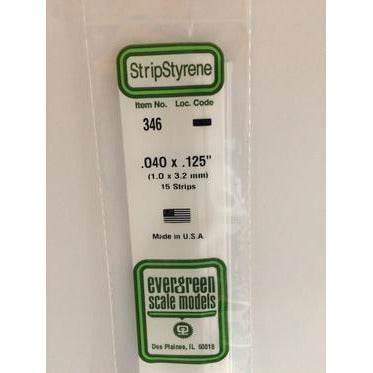 StripStyrene
Item No. Loc. Code
346
.040 x .125"
(1.0 x 3.2 mm)
15 Strips
Made in U.S.A.
evergreen
scale models
Des Plaines, IL 60018